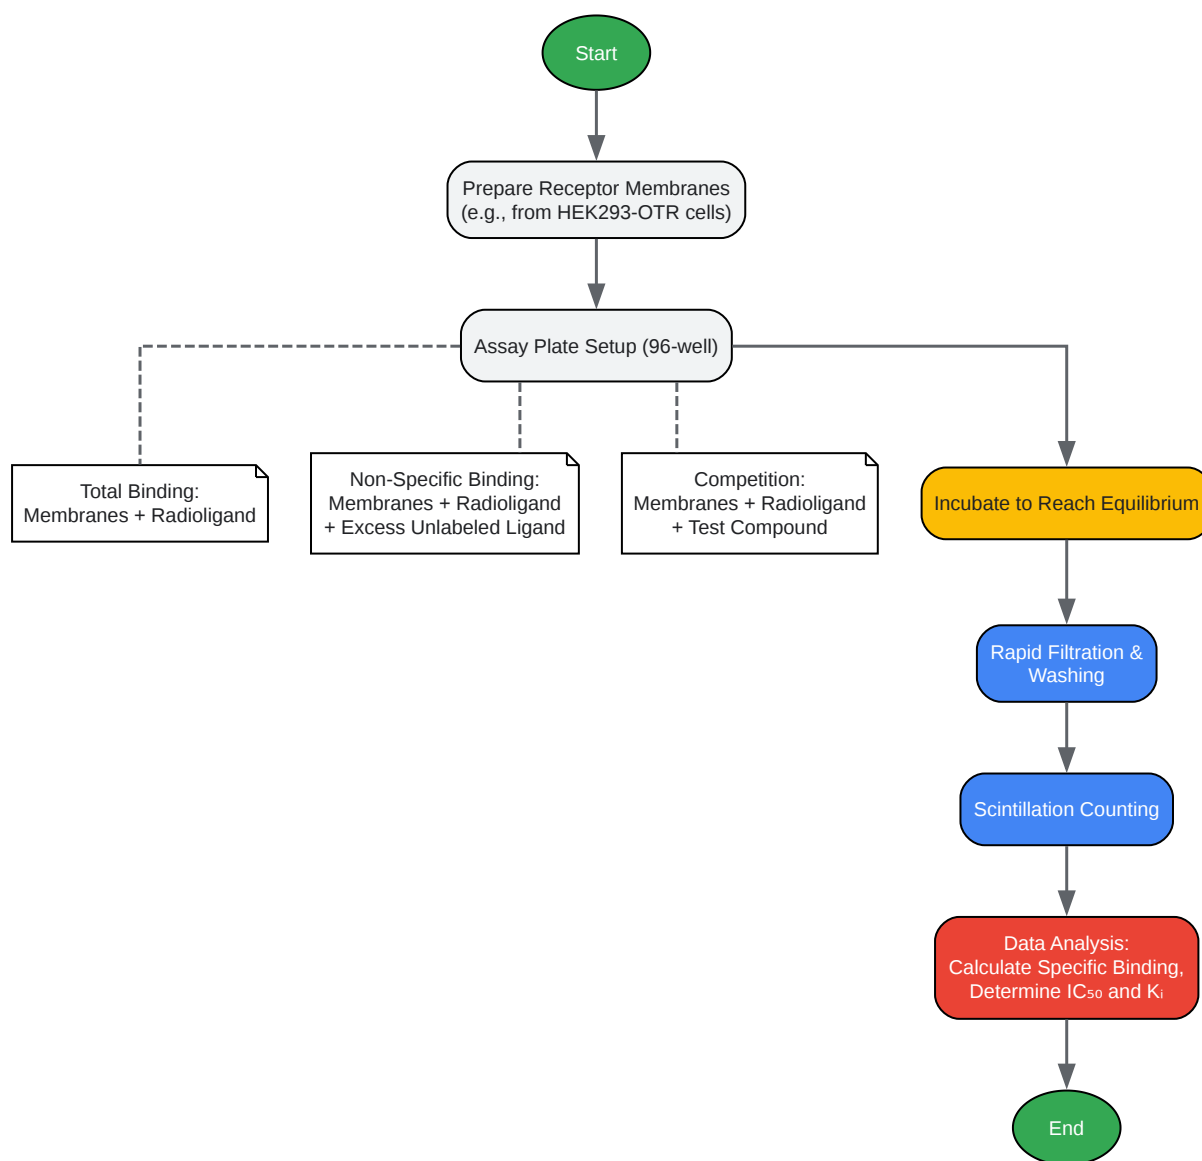 Start
Prepare Receptor Membranes
(e.g., from HEK293-OTR cells)
Assay Plate Setup (96-well)
Total Binding:
Membranes + Radioligand
Non-Specific Binding:
Membranes + Radioligand
+ Excess Unlabeled Ligand
Competition:
Membranes + Radioligand
+ Test Compound
Incubate to Reach Equilibrium
Rapid Filtration &
Washing
Scintillation Counting
Data Analysis:
Calculate Specific Binding,
Determine IC₅₀ and Kᵢ
End